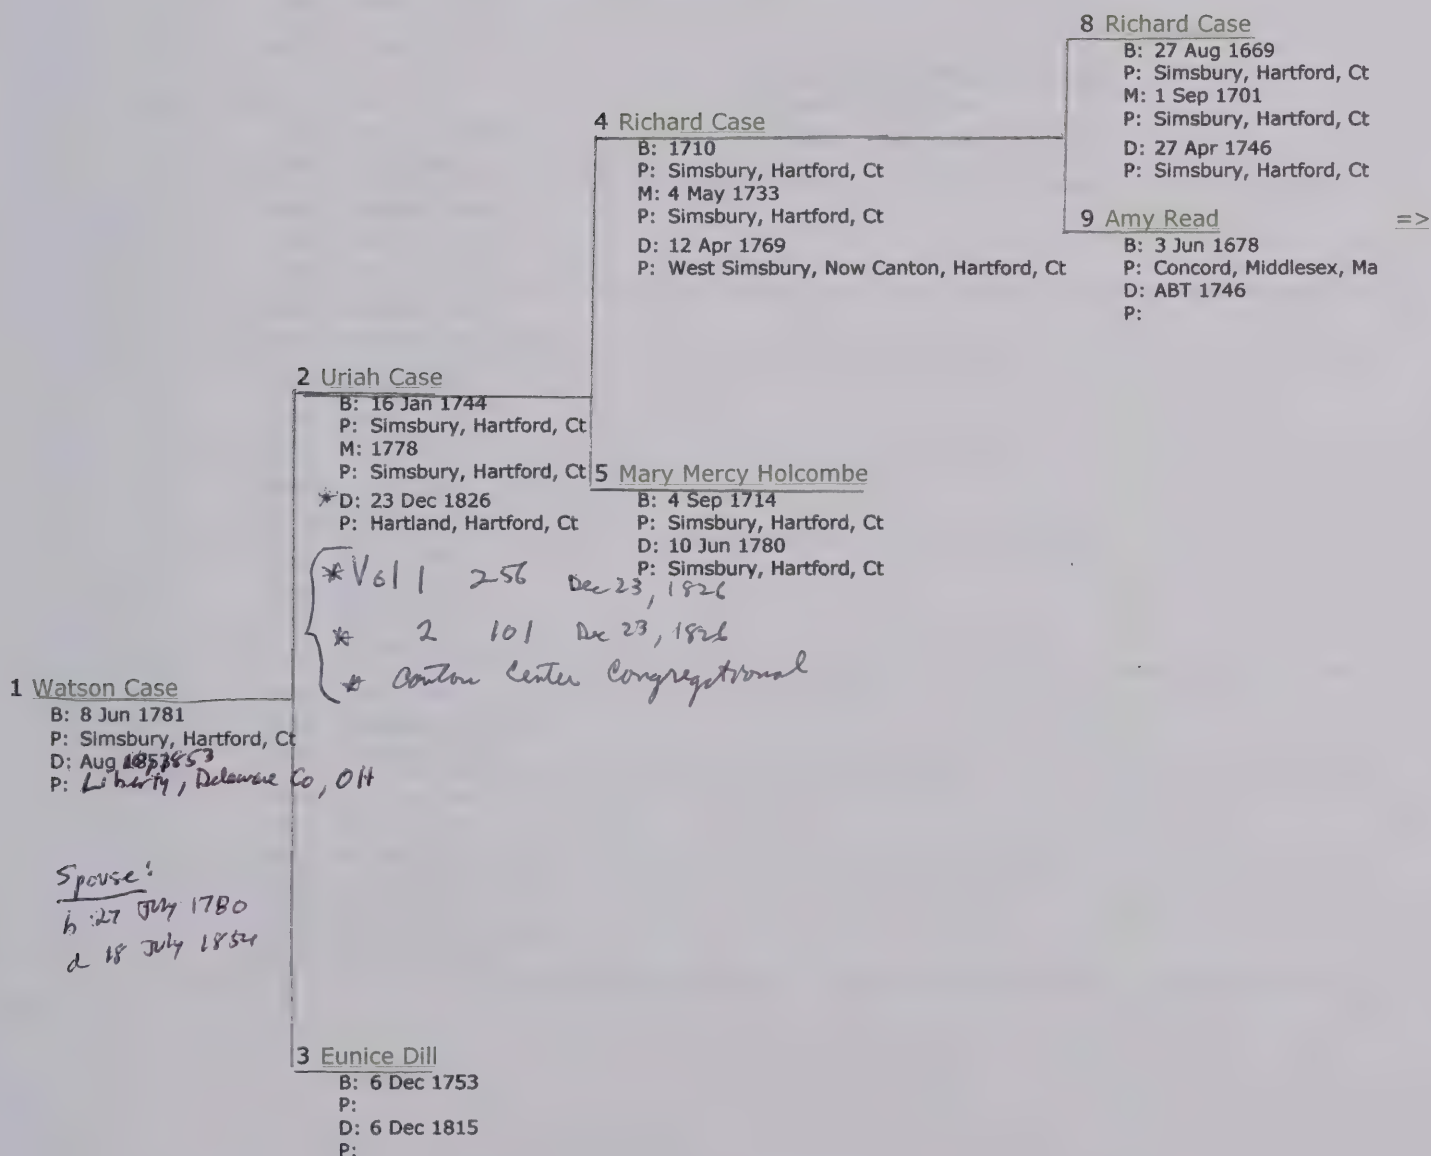 8 Richard Case
B: 27 Aug 1669
P: Simsbury, Hartford, Ct
M: 1 Sep 1701
P: Simsbury, Hartford, Ct
D: 27 Apr 1746
P: Simsbury, Hartford, Ct
4 Richard Case
B: 1710
P: Simsbury, Hartford, Ct
M: 4 May 1733
P: Simsbury, Hartford, Ct
D: 12 Apr 1769
P: West Simsbury, Now Canton, Hartford, Ct
9 Amy Read =>
B: 3 Jun 1678
P: Concord, Middlesex, Ma
D: ABT 1746
P:
2 Uriah Case
B: 16 Jan 1744
P: Simsbury, Hartford, Ct
M: 1778
P: Simsbury, Hartford, Ct
*D: 23 Dec 1826
P: Hartland, Hartford, Ct
5 Mary Mercy Holcombe
B: 4 Sep 1714
P: Simsbury, Hartford, Ct
D: 10 Jun 1780
P: Simsbury, Hartford, Ct
* Vol 1 256 Dec 23, 1826
* 2 101 Dec 23, 1826
* Canton Center Congregational
1 Watson Case
B: 8 Jun 1781
P: Simsbury, Hartford, Ct
D: Aug 1853
P: Liberty, Delaware Co, OH
Spouse:
b: 27 July 1780
d 18 July 1854
3 Eunice Dill
B: 6 Dec 1753
P:
D: 6 Dec 1815
P: